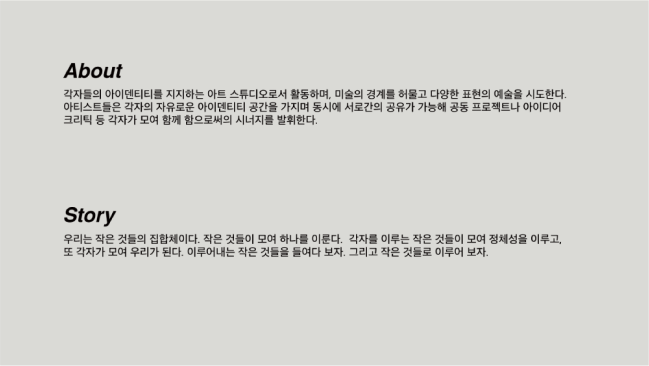 About
각자들의 아이덴티티를 지지하는 아트 스튜디오로서 활동하며, 미술의 경계를 허물고 다양한 표현의 예술을 시도한다.
아티스트들은 각자의 자유로운 아이덴티티 공간을 가지며 동시에 서로간의 공유가 가능해 공동 프로젝트나 아이디어
크리틱 등 각자가 모여 함께 함으로써의 시너지를 발휘한다.
Story
우리는 작은 것들의 집합체이다. 작은 것들이 모여 하나를 이룬다.  각자를 이루는 작은 것들이 모여 정체성을 이루고,
또 각자가 모여 우리가 된다. 이루어내는 작은 것들을 들여다 보자. 그리고 작은 것들로 이루어 보자.